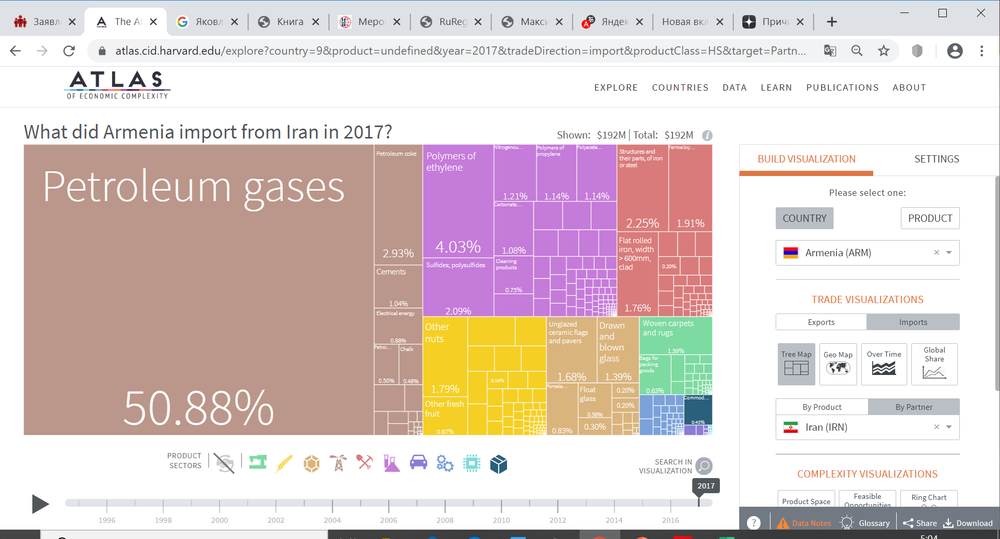 Заявл
The At
Яковл
Книга
Меро
RuReg
Макси
Яндек
Новая вкл
Причи
atlas.cid.harvard.edu/explore?country=9&product=undefined&year=2017&tradeDirection=import&productClass=HS&target=Partn...
ATLAS
OF ECONOMIC COMPLEXITY
EXPLORE COUNTRIES DATA LEARN PUBLICATIONS ABOUT
What did Armenia import from Iran in 2017?
Shown: $192M | Total: $192M
Petroleum gases
50.88%
Petroleum coke
2.93%
Cements
1.04%
Electrical energy
0.88%
Petrol...
0.50%
Chalk
0.48%
Polymers of
ethylene
4.03%
Sulfides; polysulfides
2.09%
Nitrogenou...
1.21%
Polymers of
propylene
1.14%
Polyaceta...
1.14%
Carbonate...
1.08%
Cleaning
products
0.75%
Structures and
their parts, of iron
or steel
2.25%
Ferroalloy...
1.91%
Flat rolled
iron, width
> 600mm,
clad
1.76%
0.20%
Other
nuts
1.79%
Other fresh
fruit
0.87%
0.18%
Unglazed
ceramic flags
and pavers
1.68%
Drawn
and
blown
glass
1.39%
Porcela...
0.83%
Float
glass
0.58%
0.30%
0.20%
0.20%
Woven carpets
and rugs
1.39%
Bags for
packing
goods
0.63%
Commod...
0.43%
PRODUCT
SECTORS
SEARCH IN
VISUALIZATION
2017
1996 1998 2000 2002 2004 2006 2008 2010 2012 2014 2016
BUILD VISUALIZATION SETTINGS
Please select one:
COUNTRY PRODUCT
Armenia (ARM)
TRADE VISUALIZATIONS
Exports Imports
Tree Map
Geo Map
Over Time
Global
Share
By Product By Partner
Iran (IRN)
COMPLEXITY VISUALIZATIONS
Product Space
Feasible
Opportunities
Ring Chart
? Data Notes Glossary Share Download
5:04